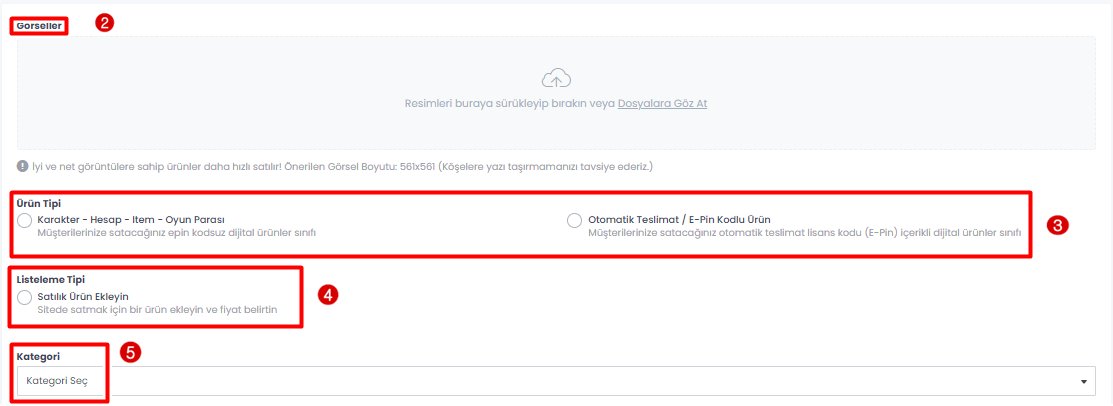 Görseller
2
Resimleri buraya sürükleyip bırakın veya Dosyalara Göz At
İyi ve net görüntülere sahip ürünler daha hızlı satılır! Önerilen Görsel Boyutu: 561x561 (Köşelere yazı taşırmamanızı tavsiye ederiz.)
Ürün Tipi
Karakter - Hesap - Item - Oyun Parası
Müşterilerinize satacağınız epin kodsuz dijital ürünler sınıfı
Otomatik Teslimat / E-Pin Kodlu Ürün
Müşterilerinize satacağınız otomatik teslimat lisans kodu (E-Pin) içerikli dijital ürünler sınıfı
3
Listeleme Tipi
Satılık Ürün Ekleyin
Sitede satmak için bir ürün ekleyin ve fiyat belirtin
4
Kategori
5
Kategori Seç